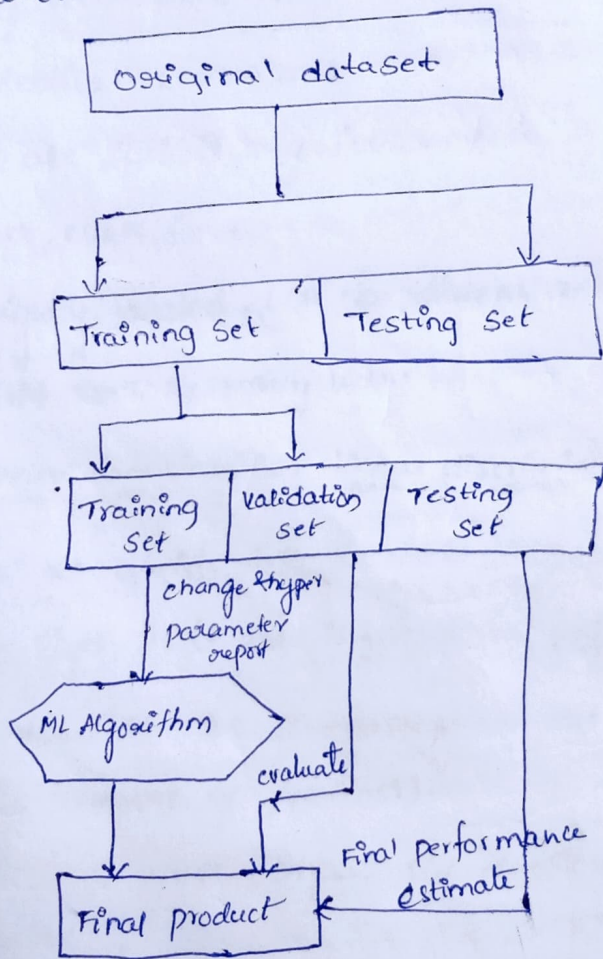 Original dataset
Training set
Testing set
Training
set
validation
set
Testing
set
change &hyper
parameter
report
ML Algorithm
evaluate
Final performance
estimate
Final product